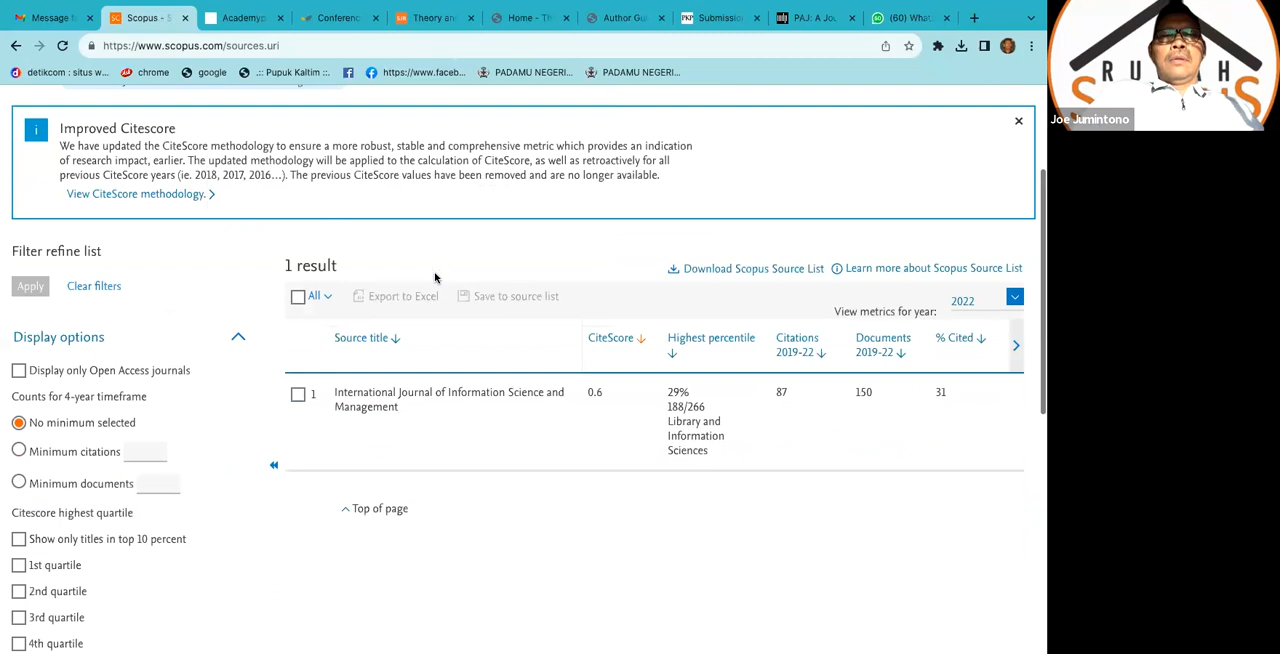 Message f
Scopus - S
Academyp
Conferenc
Theory an
Home - Th
Author Gu
Submissio
PAJ: A Jou
(60) What
https://www.scopus.com/sources.uri
detikcom : situs w...
chrome
google
.:: Pupuk Kaltim ::.
https://www.faceb...
PADAMU NEGERI...
PADAMU NEGERI...
Improved Citescore
We have updated the CiteScore methodology to ensure a more robust, stable and comprehensive metric which provides an indication
of research impact, earlier. The updated methodology will be applied to the calculation of CiteScore, as well as retroactively for all
previous CiteScore years (ie. 2018, 2017, 2016...). The previous CiteScore values have been removed and are no longer available.
View CiteScore methodology.
Filter refine list
Apply
Clear filters
Display options
Display only Open Access journals
Counts for 4-year timeframe
No minimum selected
Minimum citations
Minimum documents
Citescore highest quartile
Show only titles in top 10 percent
1st quartile
2nd quartile
3rd quartile
4th quartile
1 result
Download Scopus Source List
Learn more about Scopus Source List
All
Export to Excel
Save to source list
View metrics for year:
2022
Source title
CiteScore
Highest percentile
Citations
2019-22
Documents
2019-22
% Cited
1
International Journal of Information Science and
Management
0.6
29%
188/266
Library and
Information
Sciences
87
150
31
Top of page
Joe Jumintono